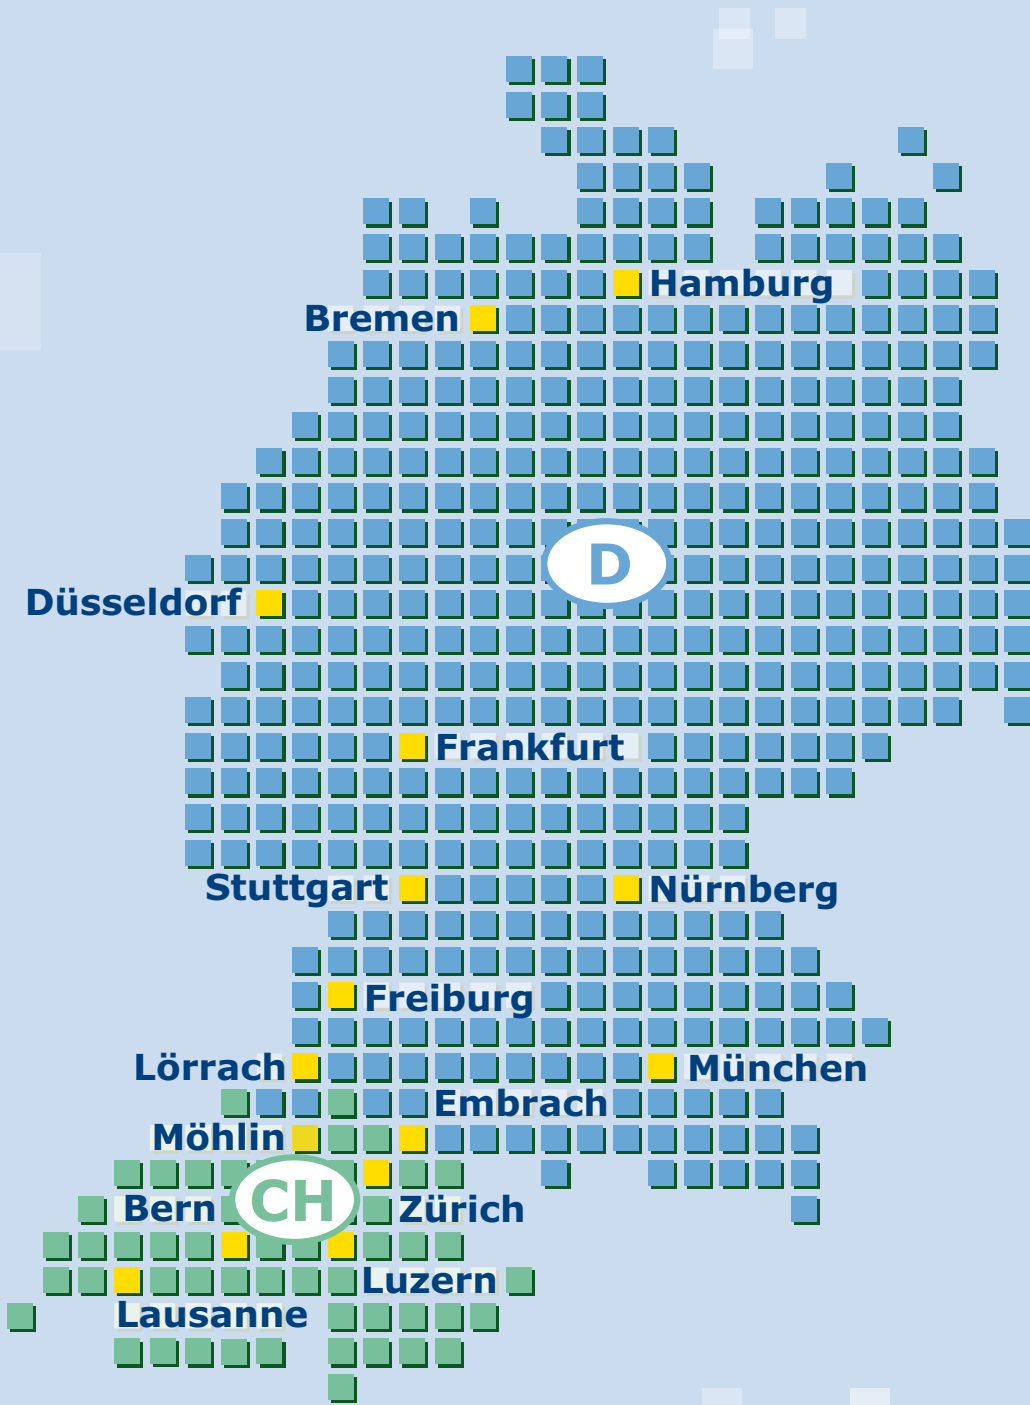 Hamburg
Bremen
D
Düsseldorf
Frankfurt
Stuttgart
Nürnberg
Freiburg
Lörrach
München
Embrach
Möhlin
CH
Bern
Zürich
Luzern
Lausanne